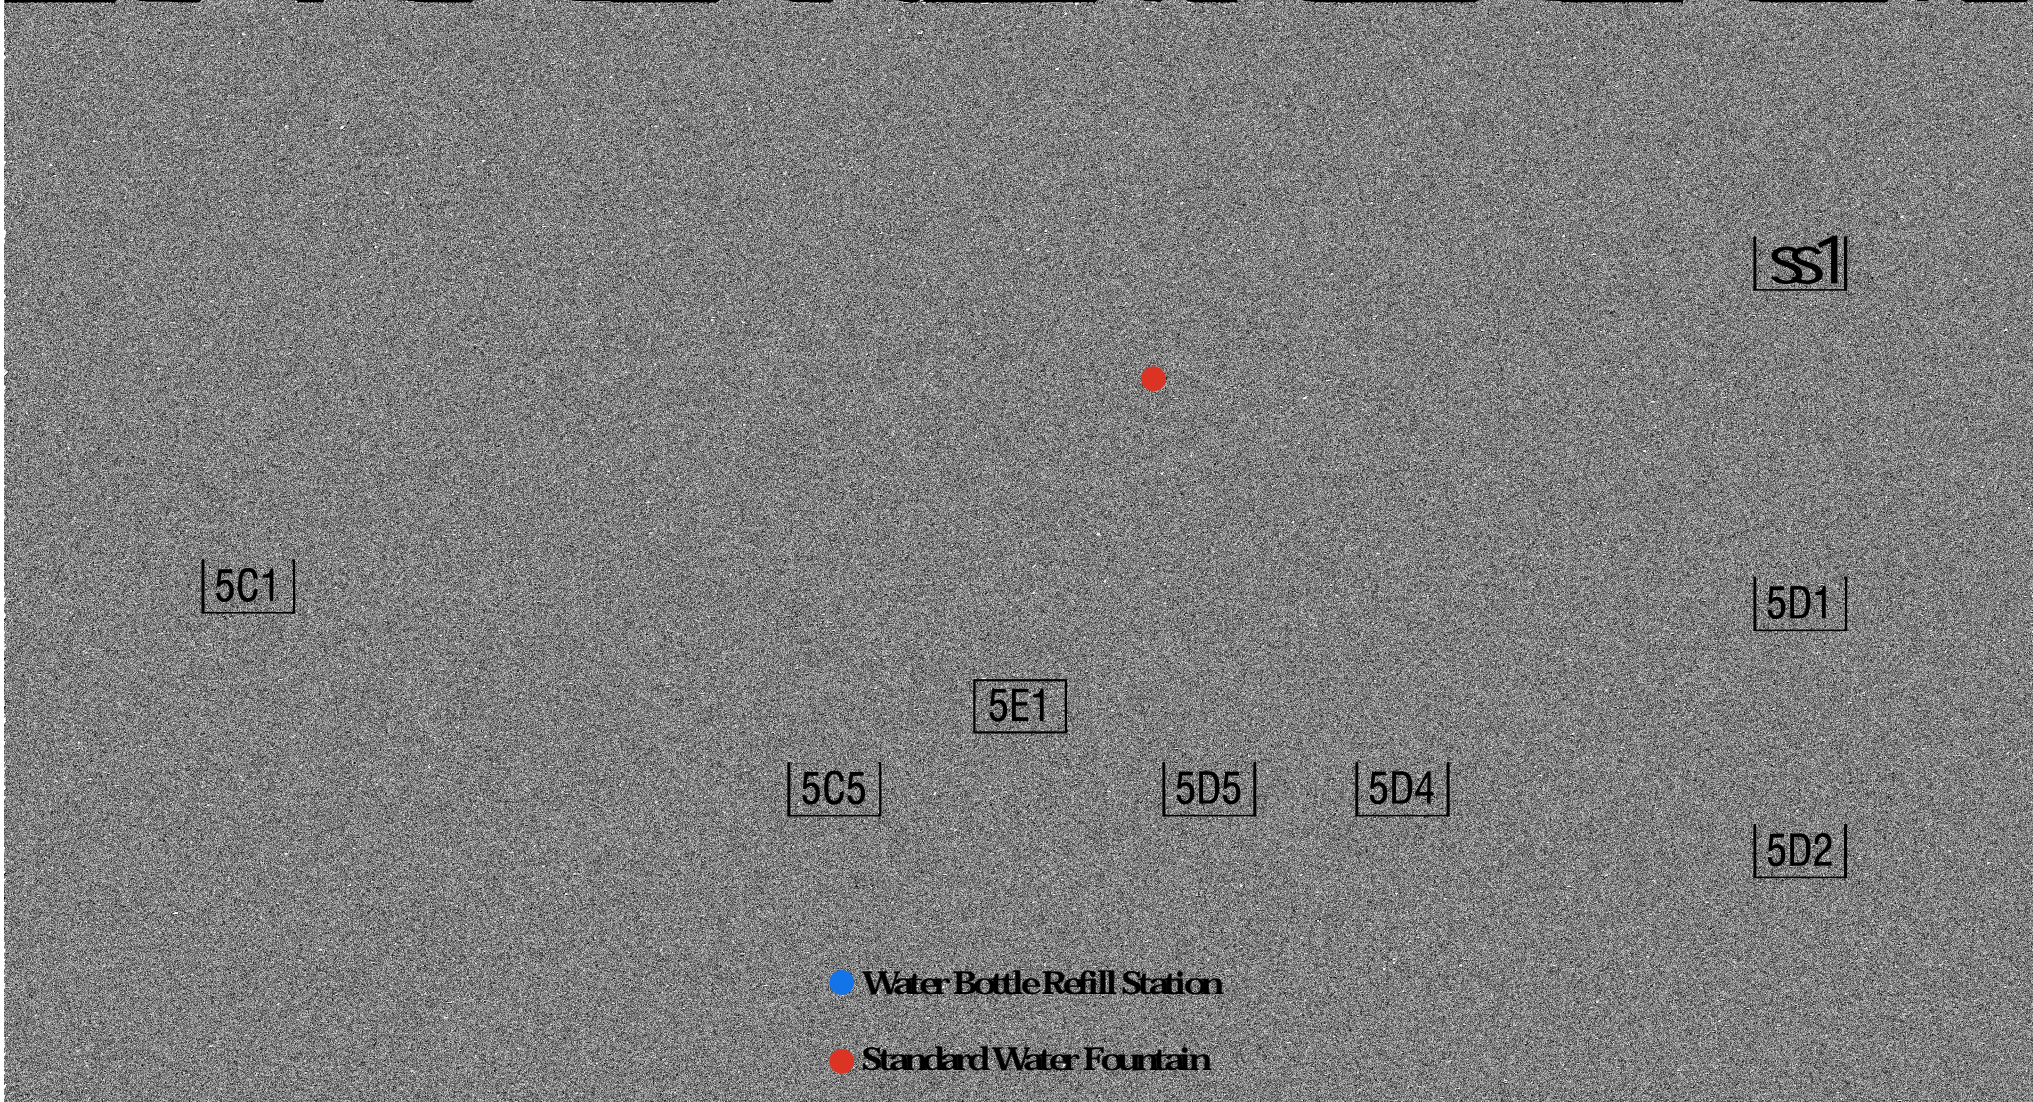 ss1
5C1
5D1
5E1
5C5 5D5 5D4
5D2
Water Bottle Refill Station
Standard Water Fountain